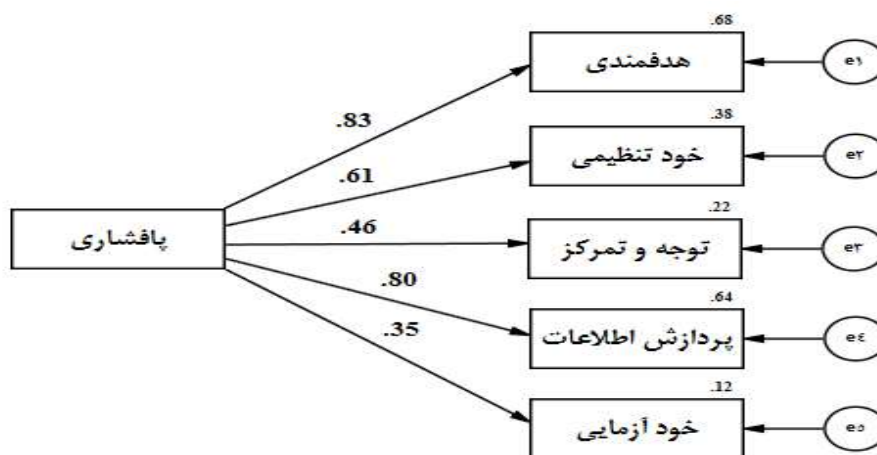 .68
هدفمندی
e۱
.83
.38
خود تنظیمی
e۲
.61
.22
توجه و تمرکز
e۳
.46
پافشاری
.64
پردازش اطلاعات
e٤
.80
.12
خود آزمایی
e۵
.35